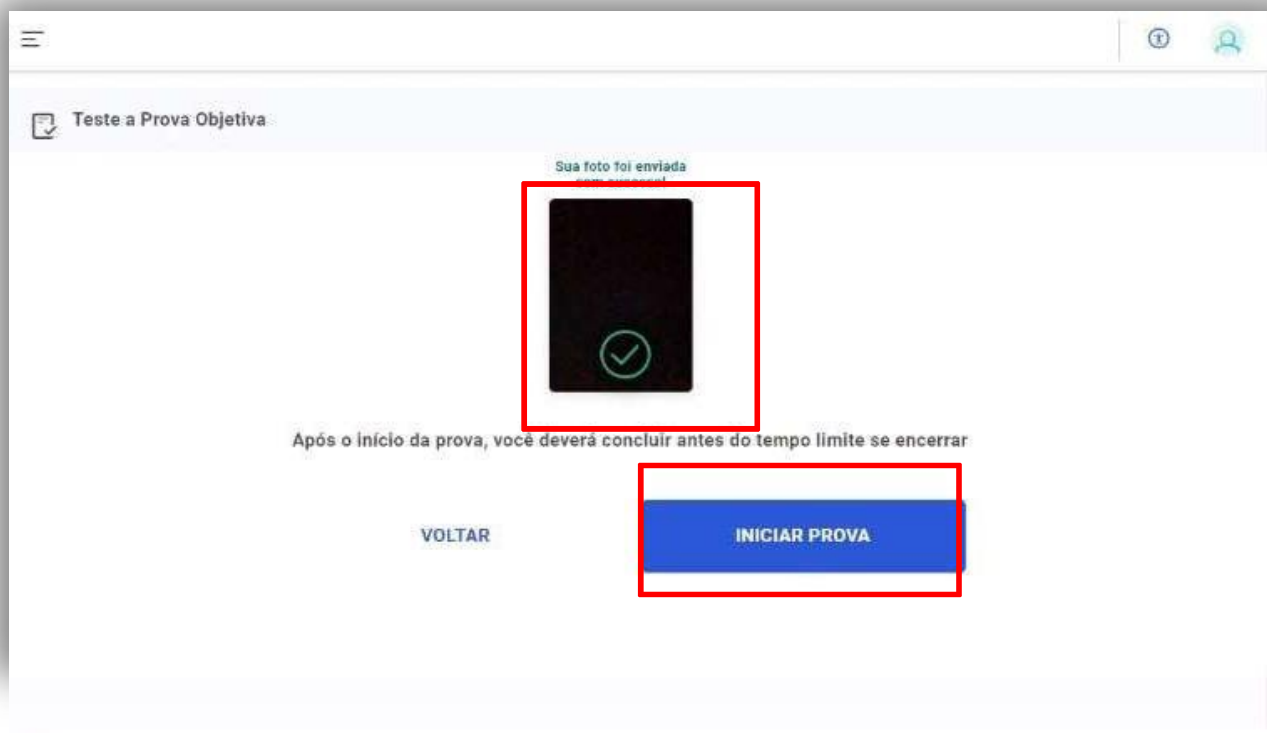 Teste a Prova Objetiva
Sua foto foi enviada
Após o início da prova, você deverá concluir antes do tempo limite se encerrar
VOLTAR
INICIAR PROVA